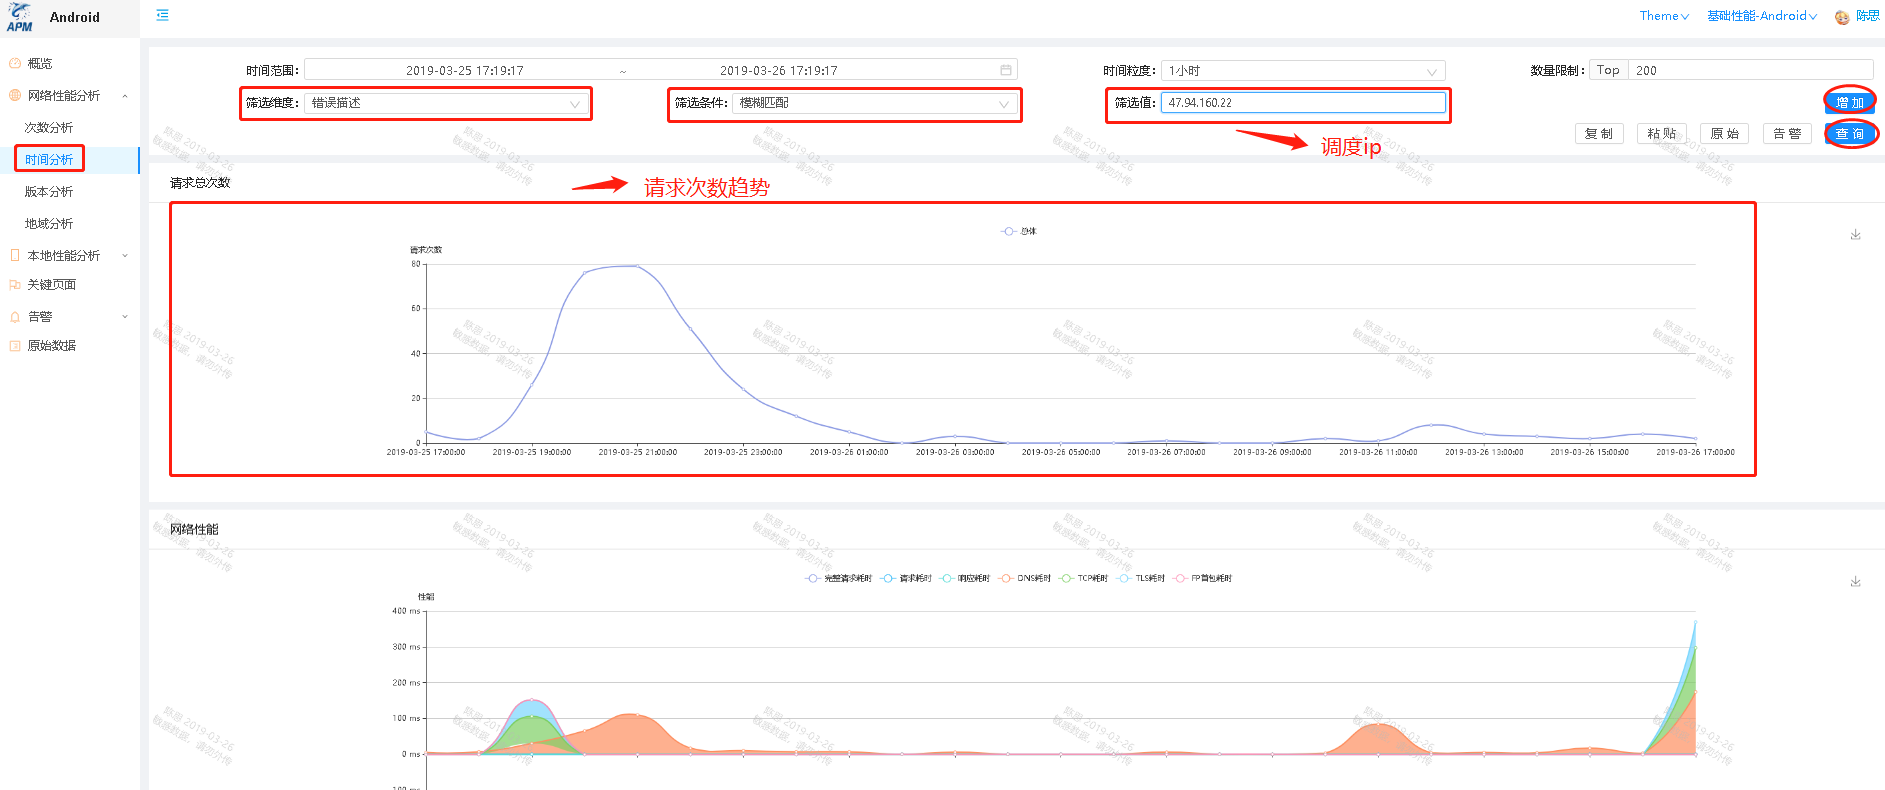 APM
Android
Theme
基础性能-Android
陈思
概览
网络性能分析
次数分析
时间分析
版本分析
地域分析
本地性能分析
关键页面
告警
原始数据
时间范围: 2019-03-25 17:19:17 ~ 2019-03-26 17:19:17
时间粒度: 1小时
数量限制: Top 200
筛选维度: 错误描述
筛选条件: 模糊匹配
筛选值: 47.94.160.22
增 加
复 制 粘 贴 原 始 告 警 查 询
调度ip
请求总次数
请求次数趋势
总体
请求次数
80
60
40
20
0
2019-03-25 17:00:00 2019-03-25 19:00:00 2019-03-25 21:00:00 2019-03-25 23:00:00 2019-03-26 01:00:00 2019-03-26 03:00:00 2019-03-26 05:00:00 2019-03-26 07:00:00 2019-03-26 09:00:00 2019-03-26 11:00:00 2019-03-26 13:00:00 2019-03-26 15:00:00 2019-03-26 17:00:00
网络性能
完整请求耗时 请求耗时 响应耗时 DNS耗时 TCP耗时 TLS耗时 FP首包耗时
性能
400 ms
300 ms
200 ms
100 ms
0 ms
陈思 2019-03-26
敏感数据，请勿外传